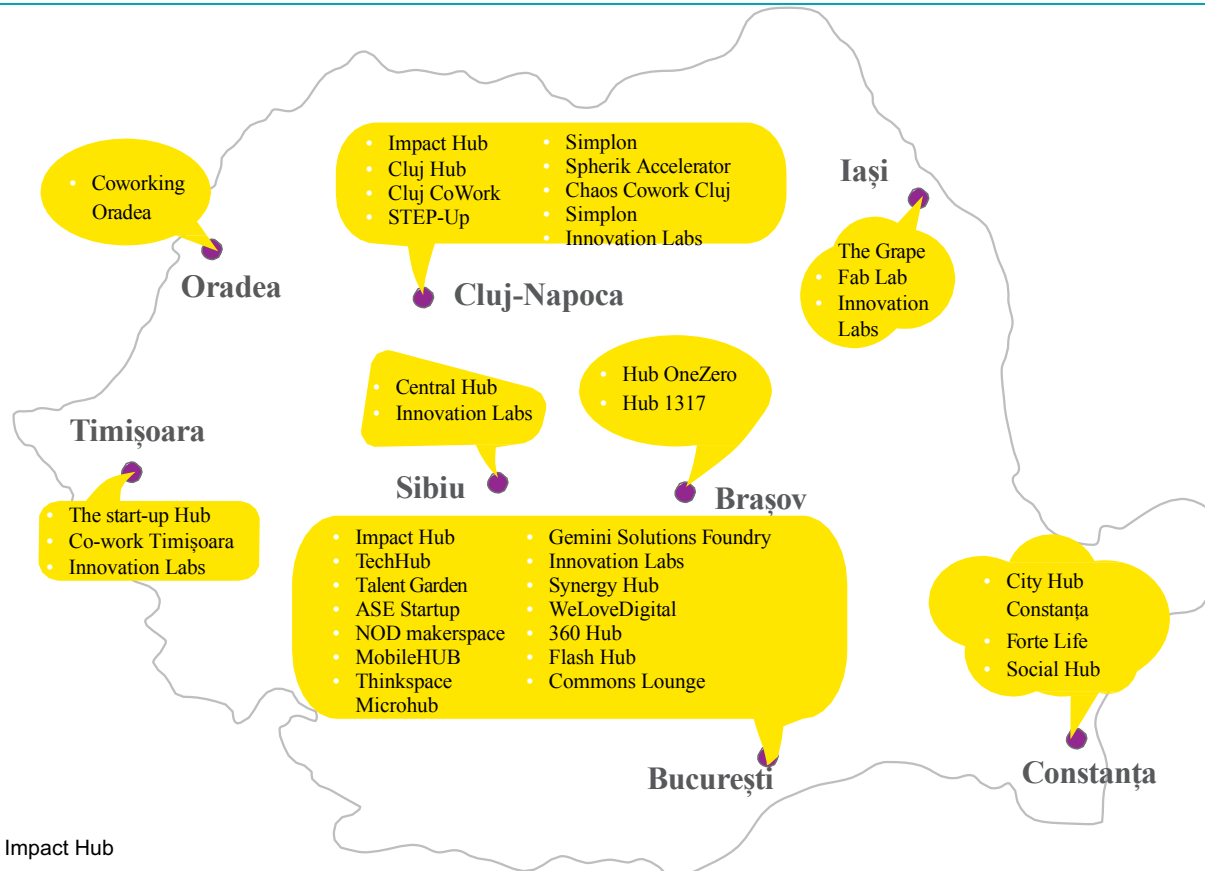 Impact Hub
Cluj Hub
Cluj CoWork
STEP-Up
Simplon
Spherik Accelerator
Chaos Cowork Cluj
Simplon
Innovation Labs
Cluj-Napoca
Coworking
Oradea
Oradea
Iași
The Grape
Fab Lab
Innovation
Labs
Central Hub
Innovation Labs
Sibiu
Hub OneZero
Hub 1317
Brașov
Timișoara
The start-up Hub
Co-work Timișoara
Innovation Labs
Impact Hub
TechHub
Talent Garden
ASE Startup
NOD makerspace
MobileHUB
Thinkspace
Microhub
Gemini Solutions Foundry
Innovation Labs
Synergy Hub
WeLoveDigital
360 Hub
Flash Hub
Commons Lounge
București
City Hub
Constanța
Forte Life
Social Hub
Constanța
Impact Hub